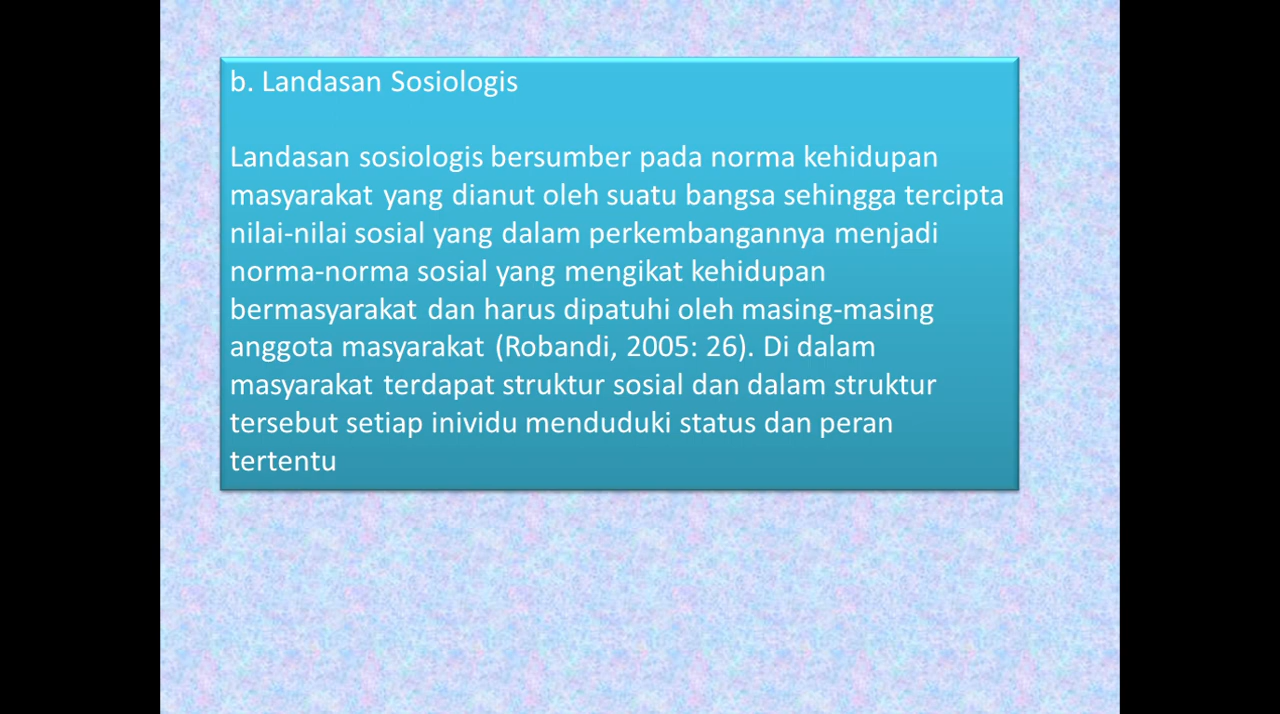 b. Landasan Sosiologis
Landasan sosiologis bersumber pada norma kehidupan
masyarakat yang dianut oleh suatu bangsa sehingga tercipta
nilai-nilai sosial yang dalam perkembangannya menjadi
norma-norma sosial yang mengikat kehidupan
bermasyarakat dan harus dipatuhi oleh masing-masing
anggota masyarakat (Robandi, 2005: 26). Di dalam
masyarakat terdapat struktur sosial dan dalam struktur
tersebut setiap inividu menduduki status dan peran
tertentu